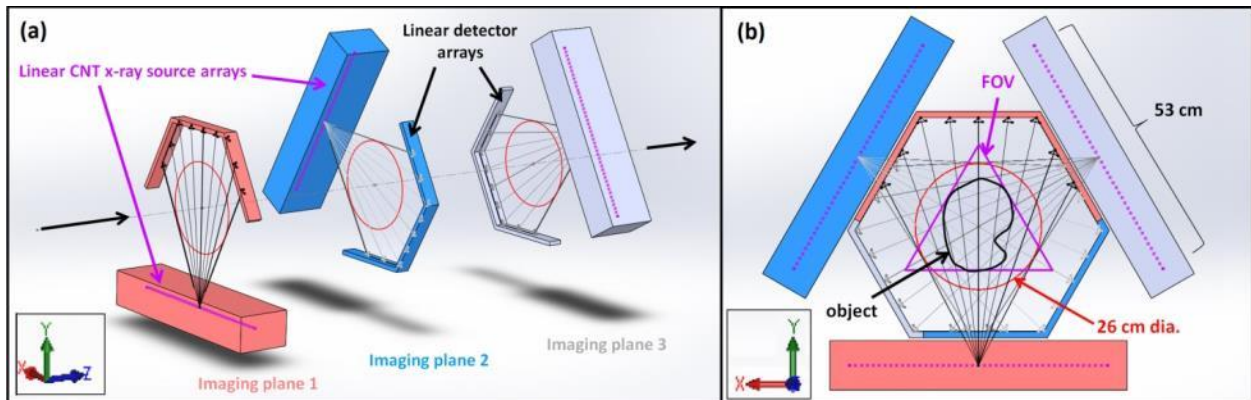 (a)
Linear detector
arrays
Linear CNT x-ray source arrays
Imaging plane 1
Imaging plane 2
Imaging plane 3
Y
X
Z
(b)
FOV
53 cm
object
26 cm dia.
Y
X